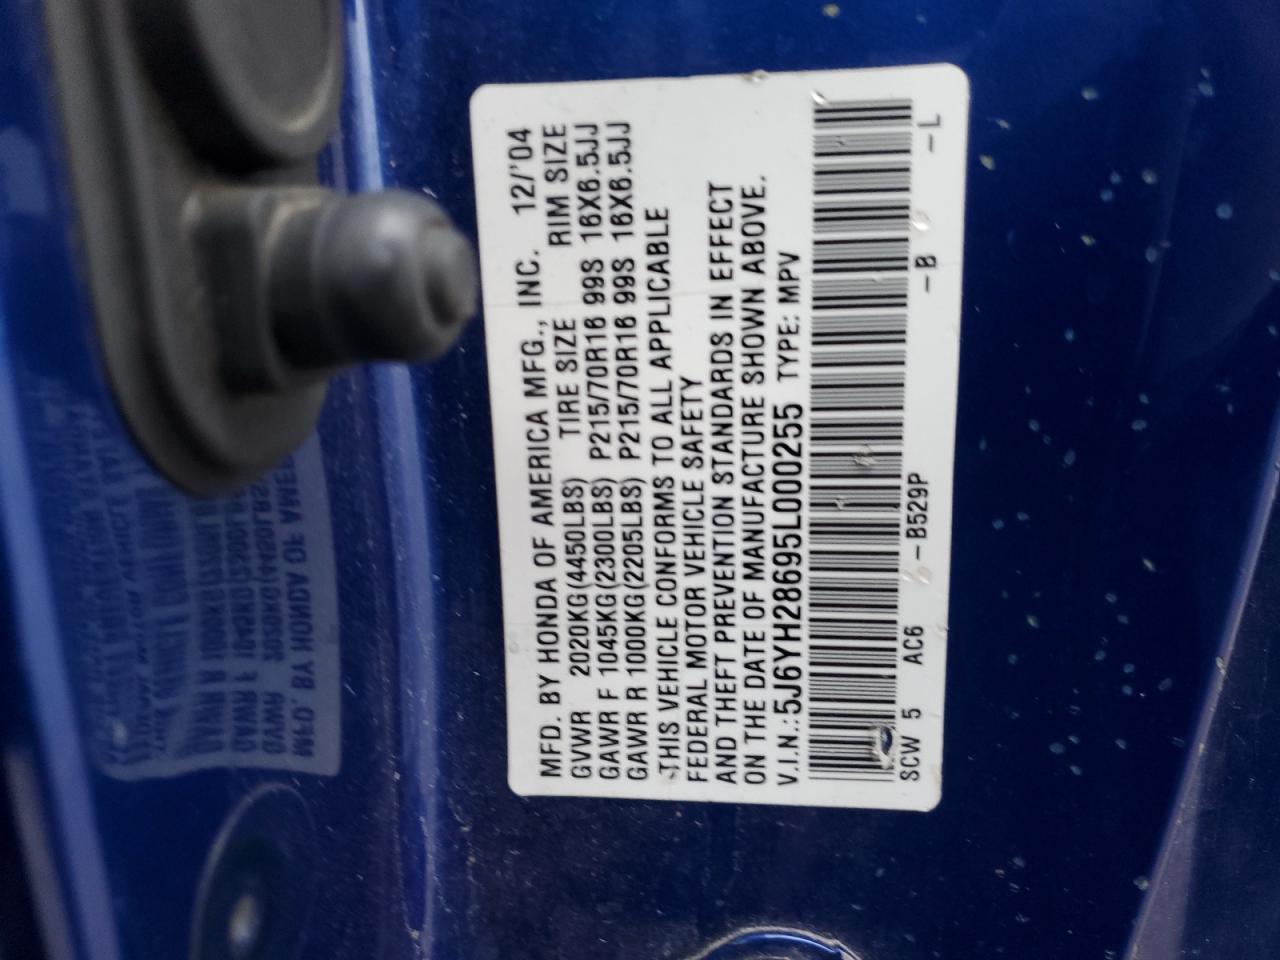 MFD. BY HONDA OF AMERICA MFG., INC. 12/'04
GVWR 2020KG(4450LBS) TIRE SIZE RIM SIZE
GAWR F 1045KG(2300LBS) P215/70R16 99S 16X6.5JJ
GAWR R 1000KG(2205LBS) P215/70R16 99S 16X6.5JJ
THIS VEHICLE CONFORMS TO ALL APPLICABLE
FEDERAL MOTOR VEHICLE SAFETY
AND THEFT PREVENTION STANDARDS IN EFFECT
ON THE DATE OF MANUFACTURE SHOWN ABOVE.
V.I.N.: 5J6YH28695L000255 TYPE: MPV
SCW 5 AC6 -B529P -B -L